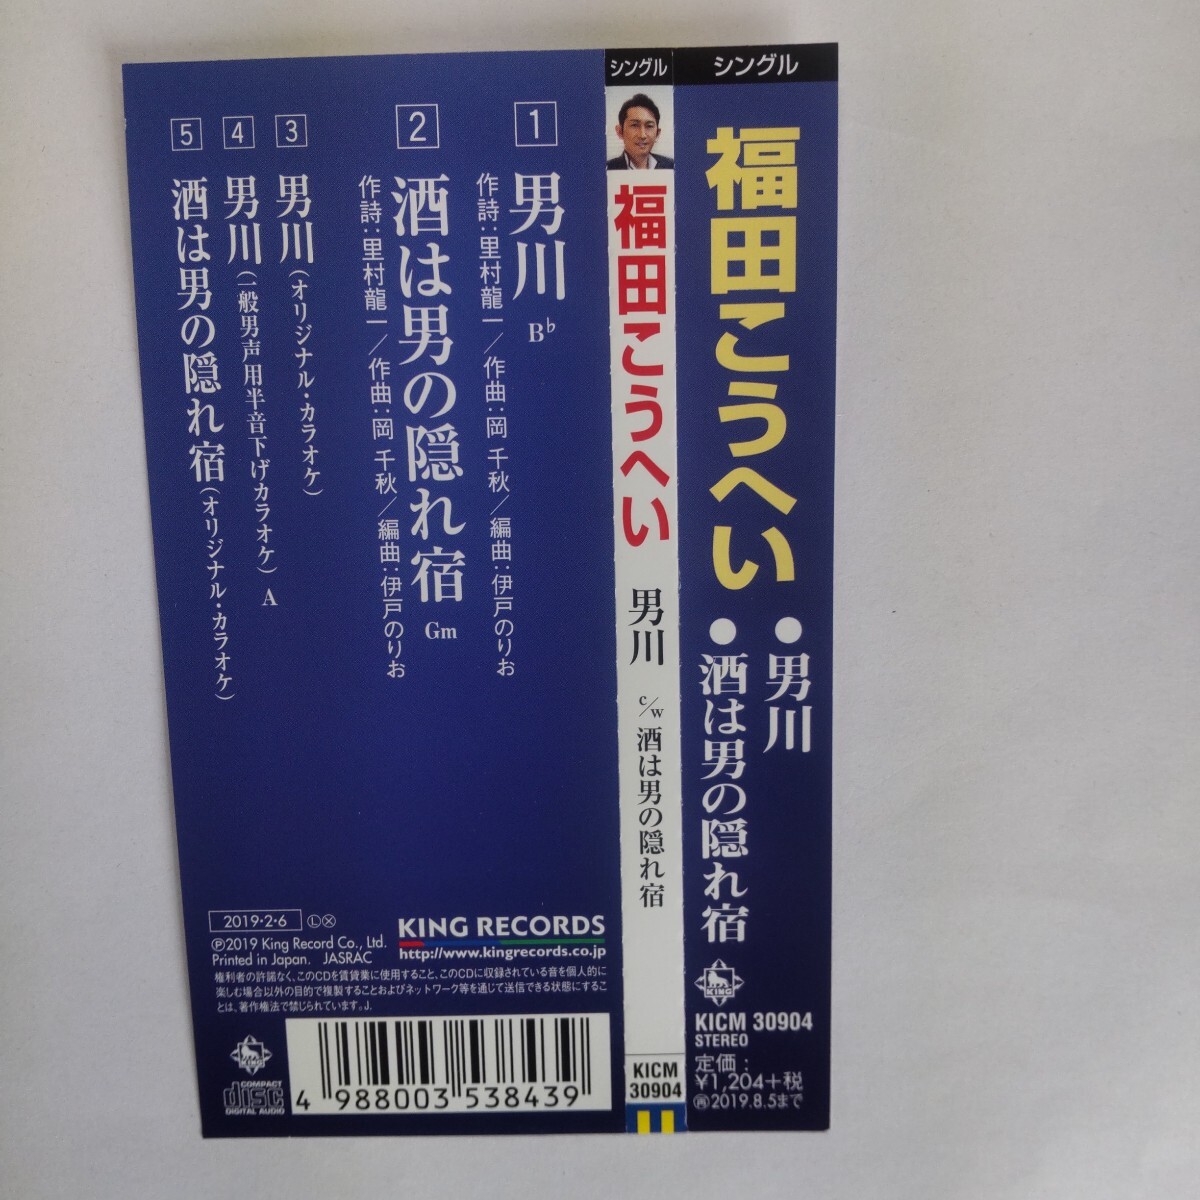 シングル
福田こうへい
●男川
●酒は男の隠れ宿
KING
KICM 30904
STEREO
定価：
¥1,204+税
㋬2019.8.5まで
シングル
福田こうへい
男川
c/w 酒は男の隠れ宿
KICM
30904
1 男川 B♭
作詩：里村龍一／作曲：岡 千秋／編曲：伊戸のりお
2 酒は男の隠れ宿 Gm
作詩：里村龍一／作曲：岡 千秋／編曲：伊戸のりお
3 男川（オリジナル・カラオケ）
4 男川（一般男声用半音下げカラオケ） A
5 酒は男の隠れ宿（オリジナル・カラオケ）
2019・2・6 Ⓛ Ⓧ
℗2019 King Record Co., Ltd.
Printed in Japan. JASRAC
KING RECORDS
http://www.kingrecords.co.jp
権利者の許諾なく、このCDを賃貸業に使用すること、このCDに収録されている音を個人的に
楽しむ場合以外の目的で複製することおよびネットワーク等を通じて送信できる状態にするこ
とは、著作権法で禁じられています。J.
KING
COMPACT
disc
DIGITAL AUDIO
4 988003 538439